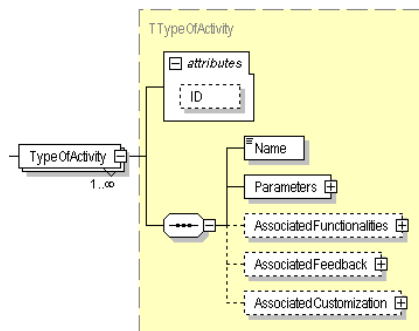 TTypeOfActivity
attributes
ID
TypeOfActivity
1..∞
Name
Parameters
AssociatedFunctionalities
AssociatedFeedback
AssociatedCustomization